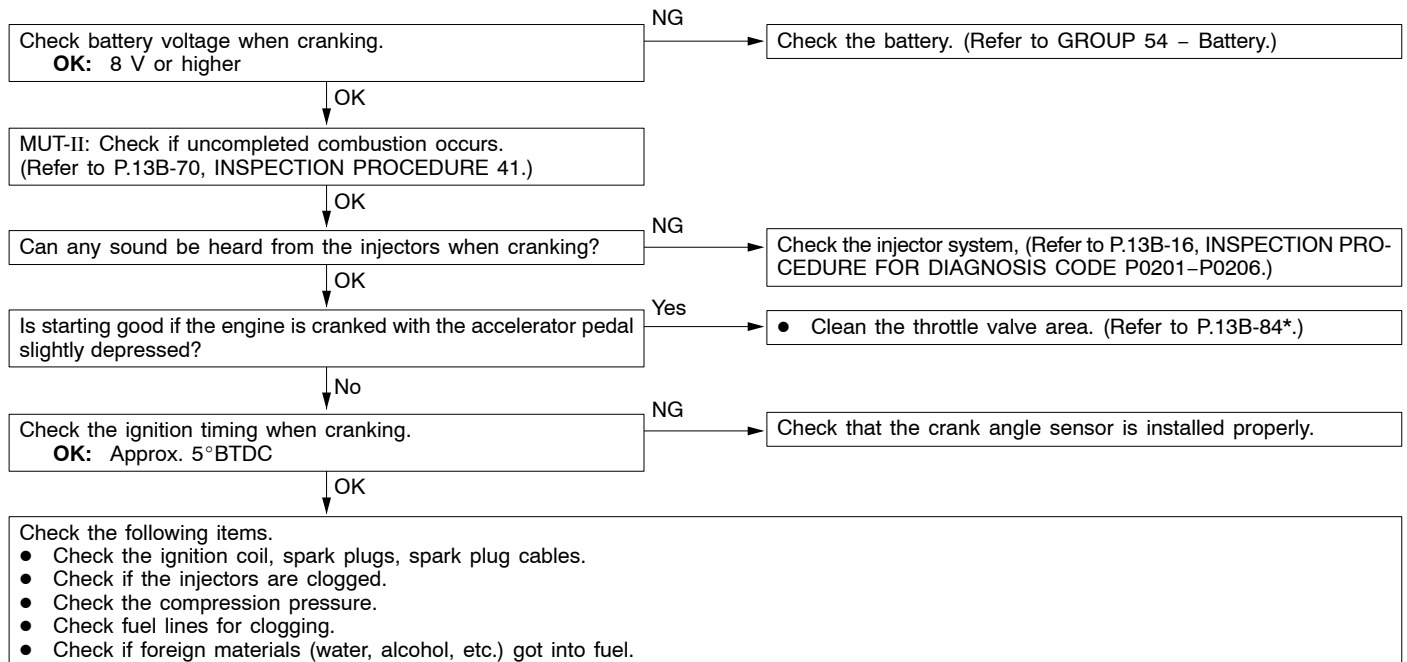 NG
Check battery voltage when cranking.
OK: 8 V or higher
Check the battery. (Refer to GROUP 54 – Battery.)
OK
MUT-II: Check if uncompleted combustion occurs.
(Refer to P.13B-70, INSPECTION PROCEDURE 41.)
OK
NG
Can any sound be heard from the injectors when cranking?
Check the injector system, (Refer to P.13B-16, INSPECTION PRO-
CEDURE FOR DIAGNOSIS CODE P0201–P0206.)
OK
Yes
Is starting good if the engine is cranked with the accelerator pedal
slightly depressed?
● Clean the throttle valve area. (Refer to P.13B-84*.)
No
NG
Check the ignition timing when cranking.
OK: Approx. 5°BTDC
Check that the crank angle sensor is installed properly.
OK
Check the following items.
● Check the ignition coil, spark plugs, spark plug cables.
● Check if the injectors are clogged.
● Check the compression pressure.
● Check fuel lines for clogging.
● Check if foreign materials (water, alcohol, etc.) got into fuel.